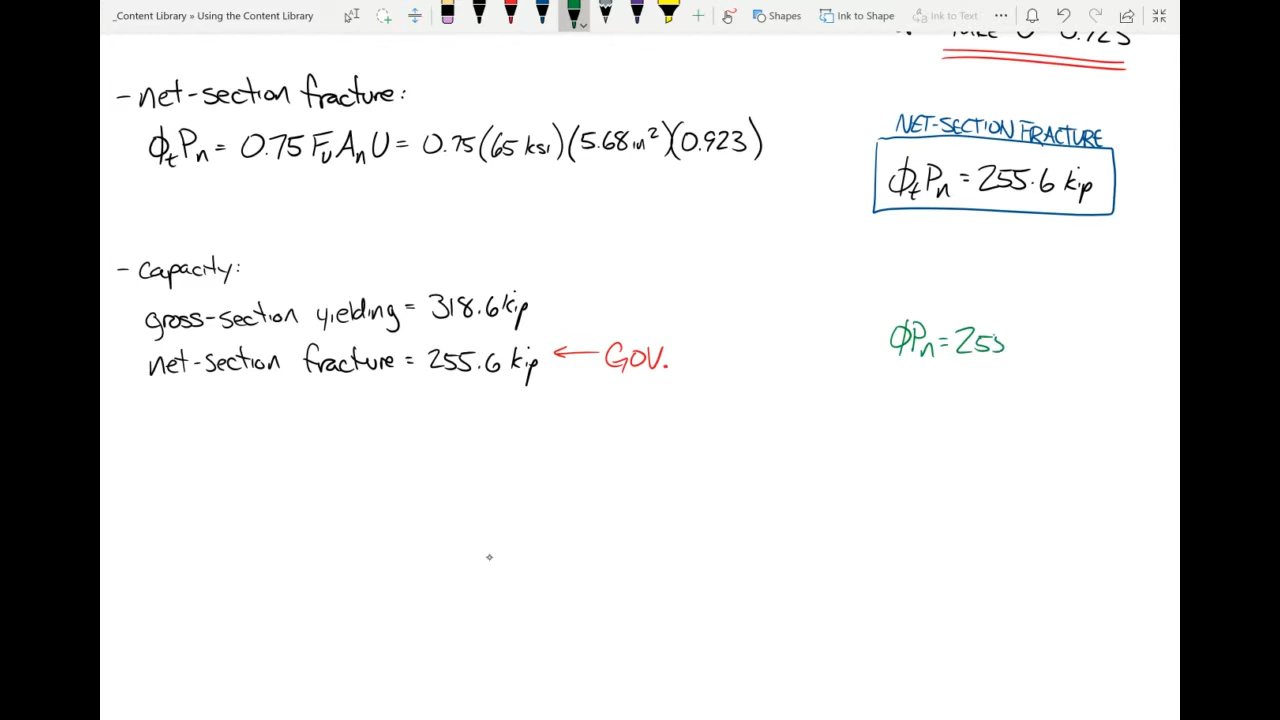 _Content Library » Using the Content Library
Shapes
Ink to Shape
Ink to Text
- net-section fracture:
ϕₜPₙ = 0.75 FᵤAₙU = 0.75(65 ksi)(5.68 in²)(0.923)
NET-SECTION FRACTURE
ϕₜPₙ = 255.6 kip
- capacity:
gross-section yielding = 318.6 kip
net-section fracture = 255.6 kip ← GOV.
ϕPₙ = 255